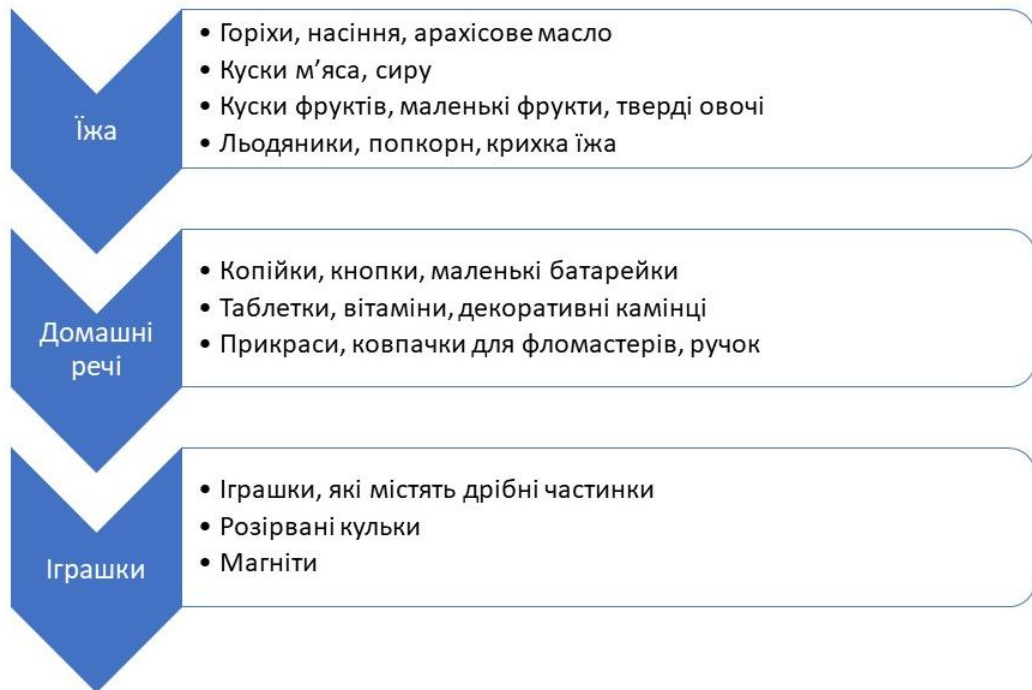 Їжа
• Горіхи, насіння, арахісове масло
• Куски м’яса, сиру
• Куски фруктів, маленькі фрукти, тверді овочі
• Льодяники, попкорн, крихка їжа
Домашні
речі
• Копійки, кнопки, маленькі батарейки
• Таблетки, вітаміни, декоративні камінці
• Прикраси, ковпачки для фломастерів, ручок
Іграшки
• Іграшки, які містять дрібні частинки
• Розірвані кульки
• Магніти